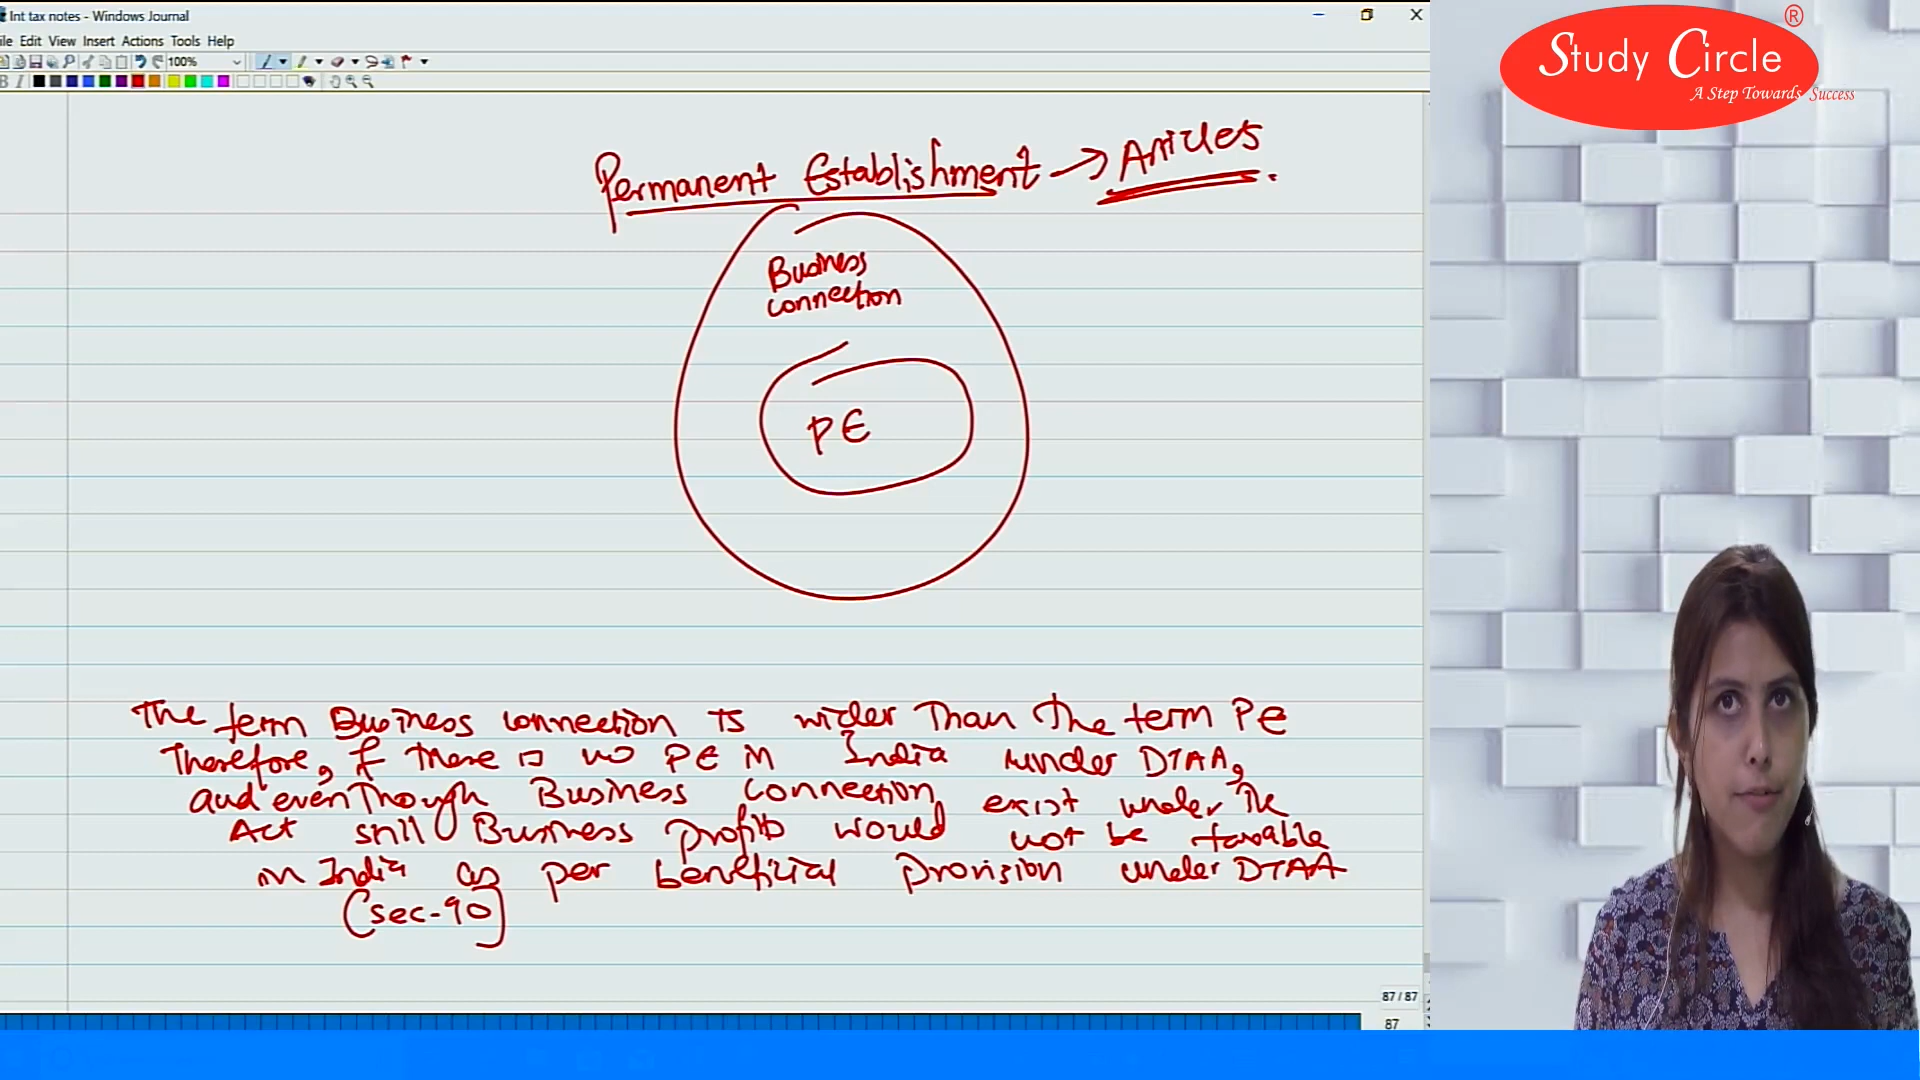 Int tax notes - Windows Journal
ile Edit View Insert Actions Tools Help
100%
B I
Study Circle ®
A Step Towards Success
Permanent Establishment → Articles.
Business
connection
PE
The term Business connection is wider than the term PE
Therefore, if there is no PE in India under DTAA,
and even though Business connection exist under the
Act still Business profits would not be taxable
in India as per beneficial provision under DTAA
(sec-90]
87 / 87
87